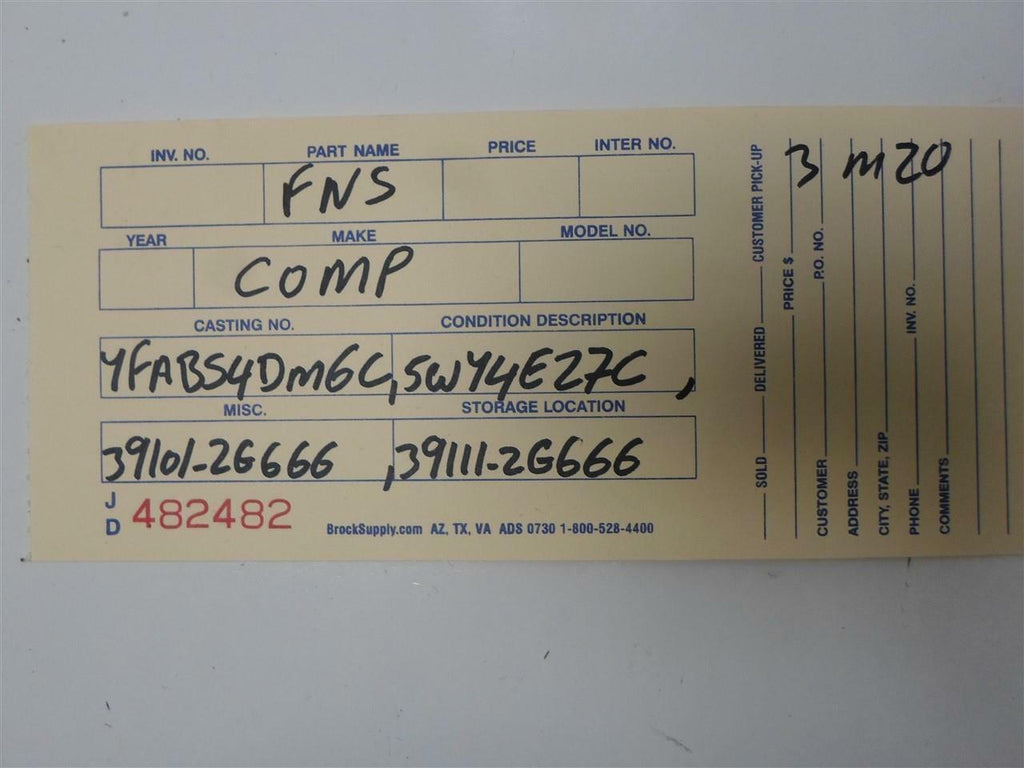 INV. NO. PART NAME PRICE INTER NO.
FNS
YEAR MAKE MODEL NO.
COMP
CASTING NO. CONDITION DESCRIPTION
YFABS4DM6C, SWY4E27C,
MISC. STORAGE LOCATION
39101-2G666 ,39111-2G666
JD 482482
BrockSupply.com AZ, TX, VA ADS 0730 1-800-528-4400
3 M20
SOLD DELIVERED CUSTOMER PICK-UP
PRICE $
CUSTOMER P.O. NO.
ADDRESS
CITY, STATE, ZIP
PHONE INV. NO.
COMMENTS